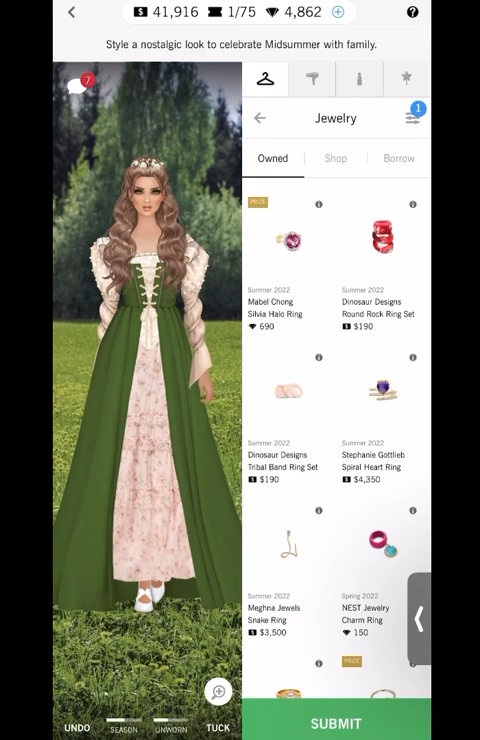 41,916 1/75 4,862
Style a nostalgic look to celebrate Midsummer with family.
7
1
Jewelry
Owned Shop Borrow
PRIZE
Summer 2022
Mabel Chong
Silvia Halo Ring
690
Summer 2022
Dinosaur Designs
Round Rock Ring Set
$190
Summer 2022
Dinosaur Designs
Tribal Band Ring Set
$190
Summer 2022
Stephanie Gottlieb
Spiral Heart Ring
$4,350
Summer 2022
Meghna Jewels
Snake Ring
$3,500
Spring 2022
NEST Jewelry
Charm Ring
150
PRIZE
UNDO SEASON UNWORN TUCK
SUBMIT